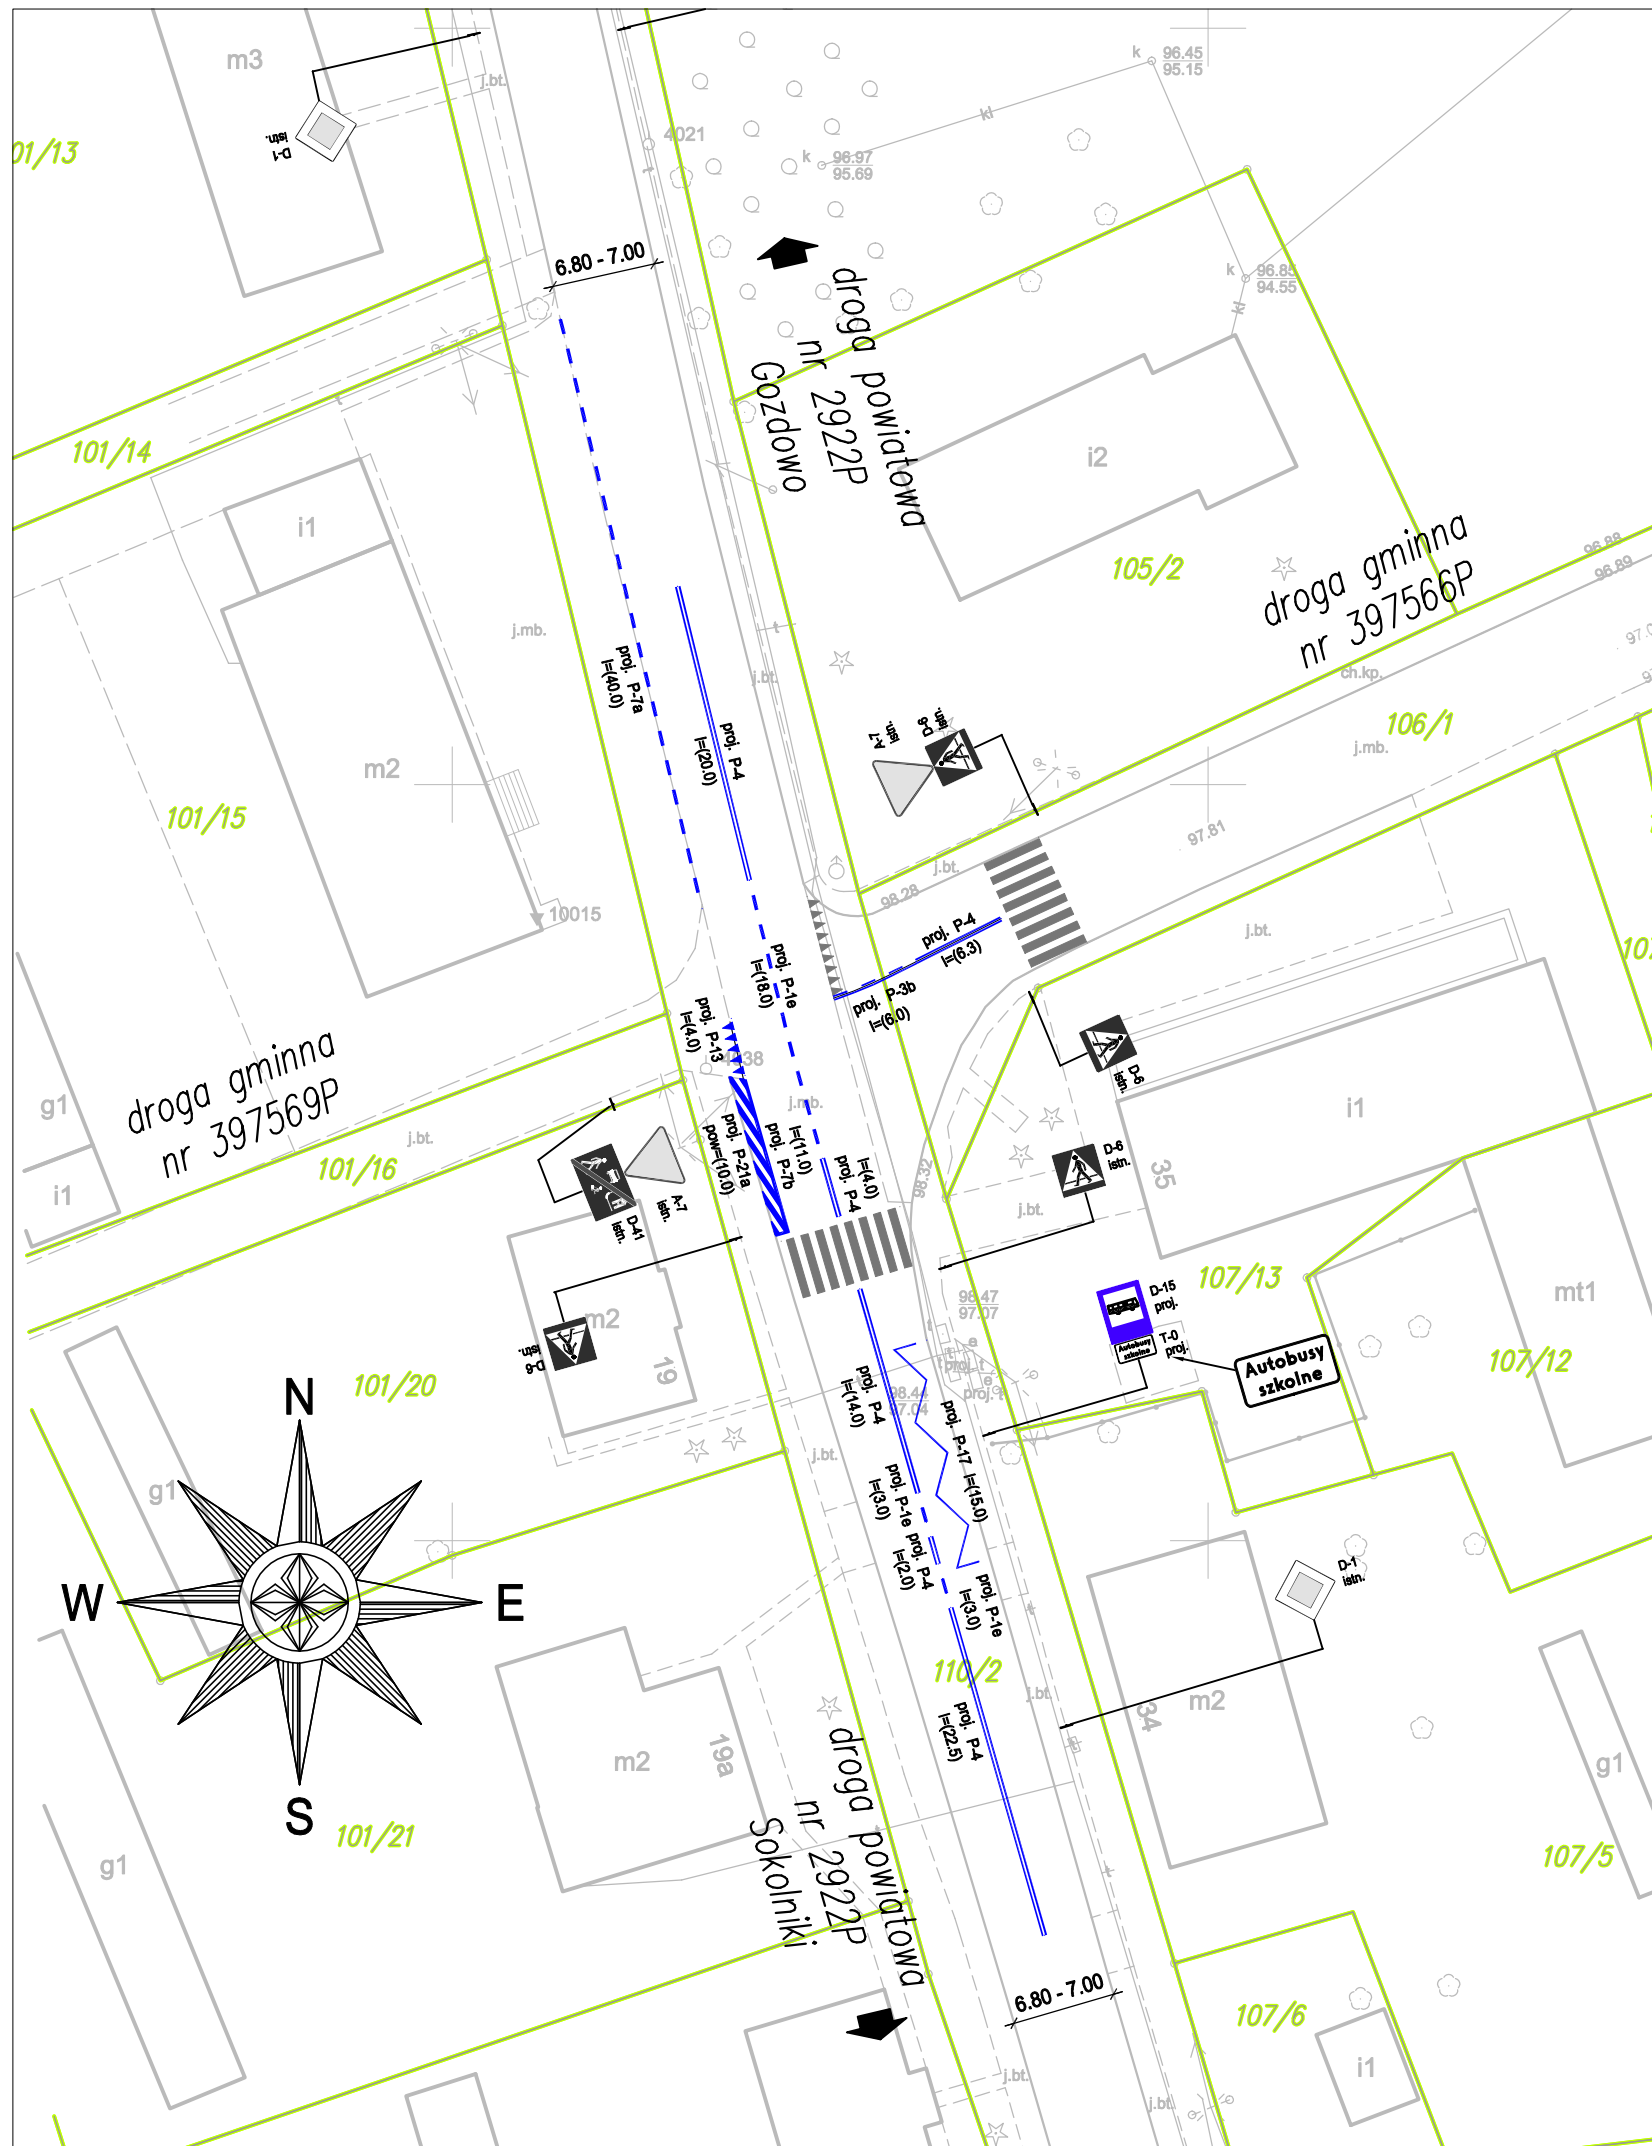 m3
j.bt.
D-1
istn.
01/13
4021
t
k
96.45
95.15
kl
k
96.97
95.69
6.80 - 7.00
droga powiatowa
nr 2922P
Gozdowo
k
96.85
94.55
kl
101/14
t
i1
i2
105/2
droga gminna
nr 397566P
96.88
96.89
j.mb.
proj. P-7a
l=(40.0)
t
j.bt.
ch.kp.
106/1
j.mb.
m2
101/15
proj. P-4
l=(20.0)
A-7
istn.
D-6
istn.
97.81
j.bt.
98.28
10015
proj. P-4
l=(6.3)
j.bt.
proj. P-1e
l=(18.0)
proj. P-3b
l=(6.0)
proj. P-13
l=(4.0)
4038
D-6
istn.
droga gminna
nr 397569P
g1
j.bt.
101/16
i1
j.mb.
proj. P-21a
pow=(10.0)
proj. P-7b
l=(11.0)
proj. P-4
l=(4.0)
D-6
istn.
i1
35
98.32
j.bt.
A-7
istn.
D-41
istn.
m2
19
D-6
istn.
98.47
97.07
107/13
D-15
proj.
Autobusy
szkolne
T-0
proj.
Autobusy
szkolne
mt1
107/12
t
e
t
t
proj. t
e
proj. t
98.44
97.04
101/20
N
W
E
S
g1
proj. P-4
l=(14.0)
proj. P-17 l=(15.0)
j.bt.
proj. P-1e
l=(3.0)
proj. P-4
l=(2.0)
proj. P-1e
l=(3.0)
D-1
istn.
t
110/2
j.bt.
m2
34
proj. P-4
l=(22.5)
m2
19a
g1
droga powiatowa
nr 2922P
Sokolniki
t
101/21
g1
107/5
t
6.80 - 7.00
107/6
i1
j.bt.
j.bt.